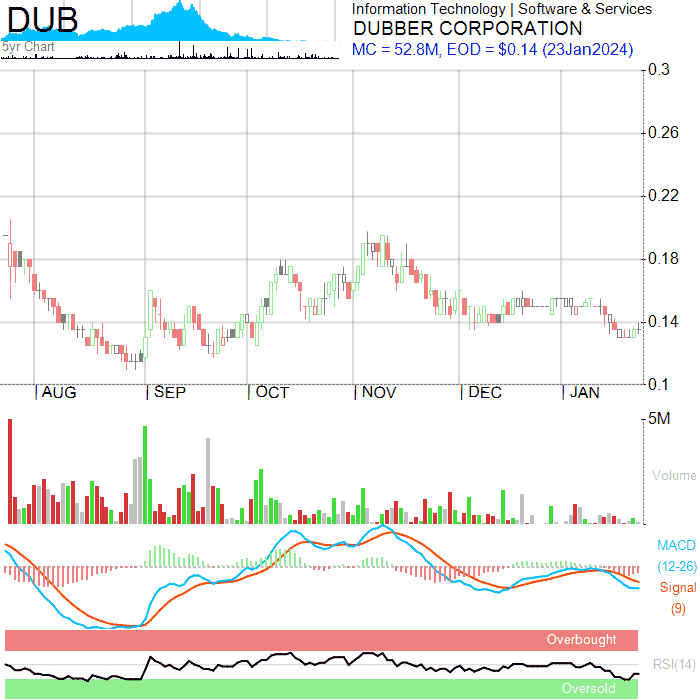 DUB
5yr Chart
Information Technology | Software & Services
DUBBER CORPORATION
MC = 52.8M, EOD = $0.14 (23Jan2024)
0.3
0.26
0.22
0.18
0.14
0.1
AUG SEP OCT NOV DEC JAN
5M
Volume
MACD
(12-26)
Signal
(9)
Overbought
RSI(14)
Oversold